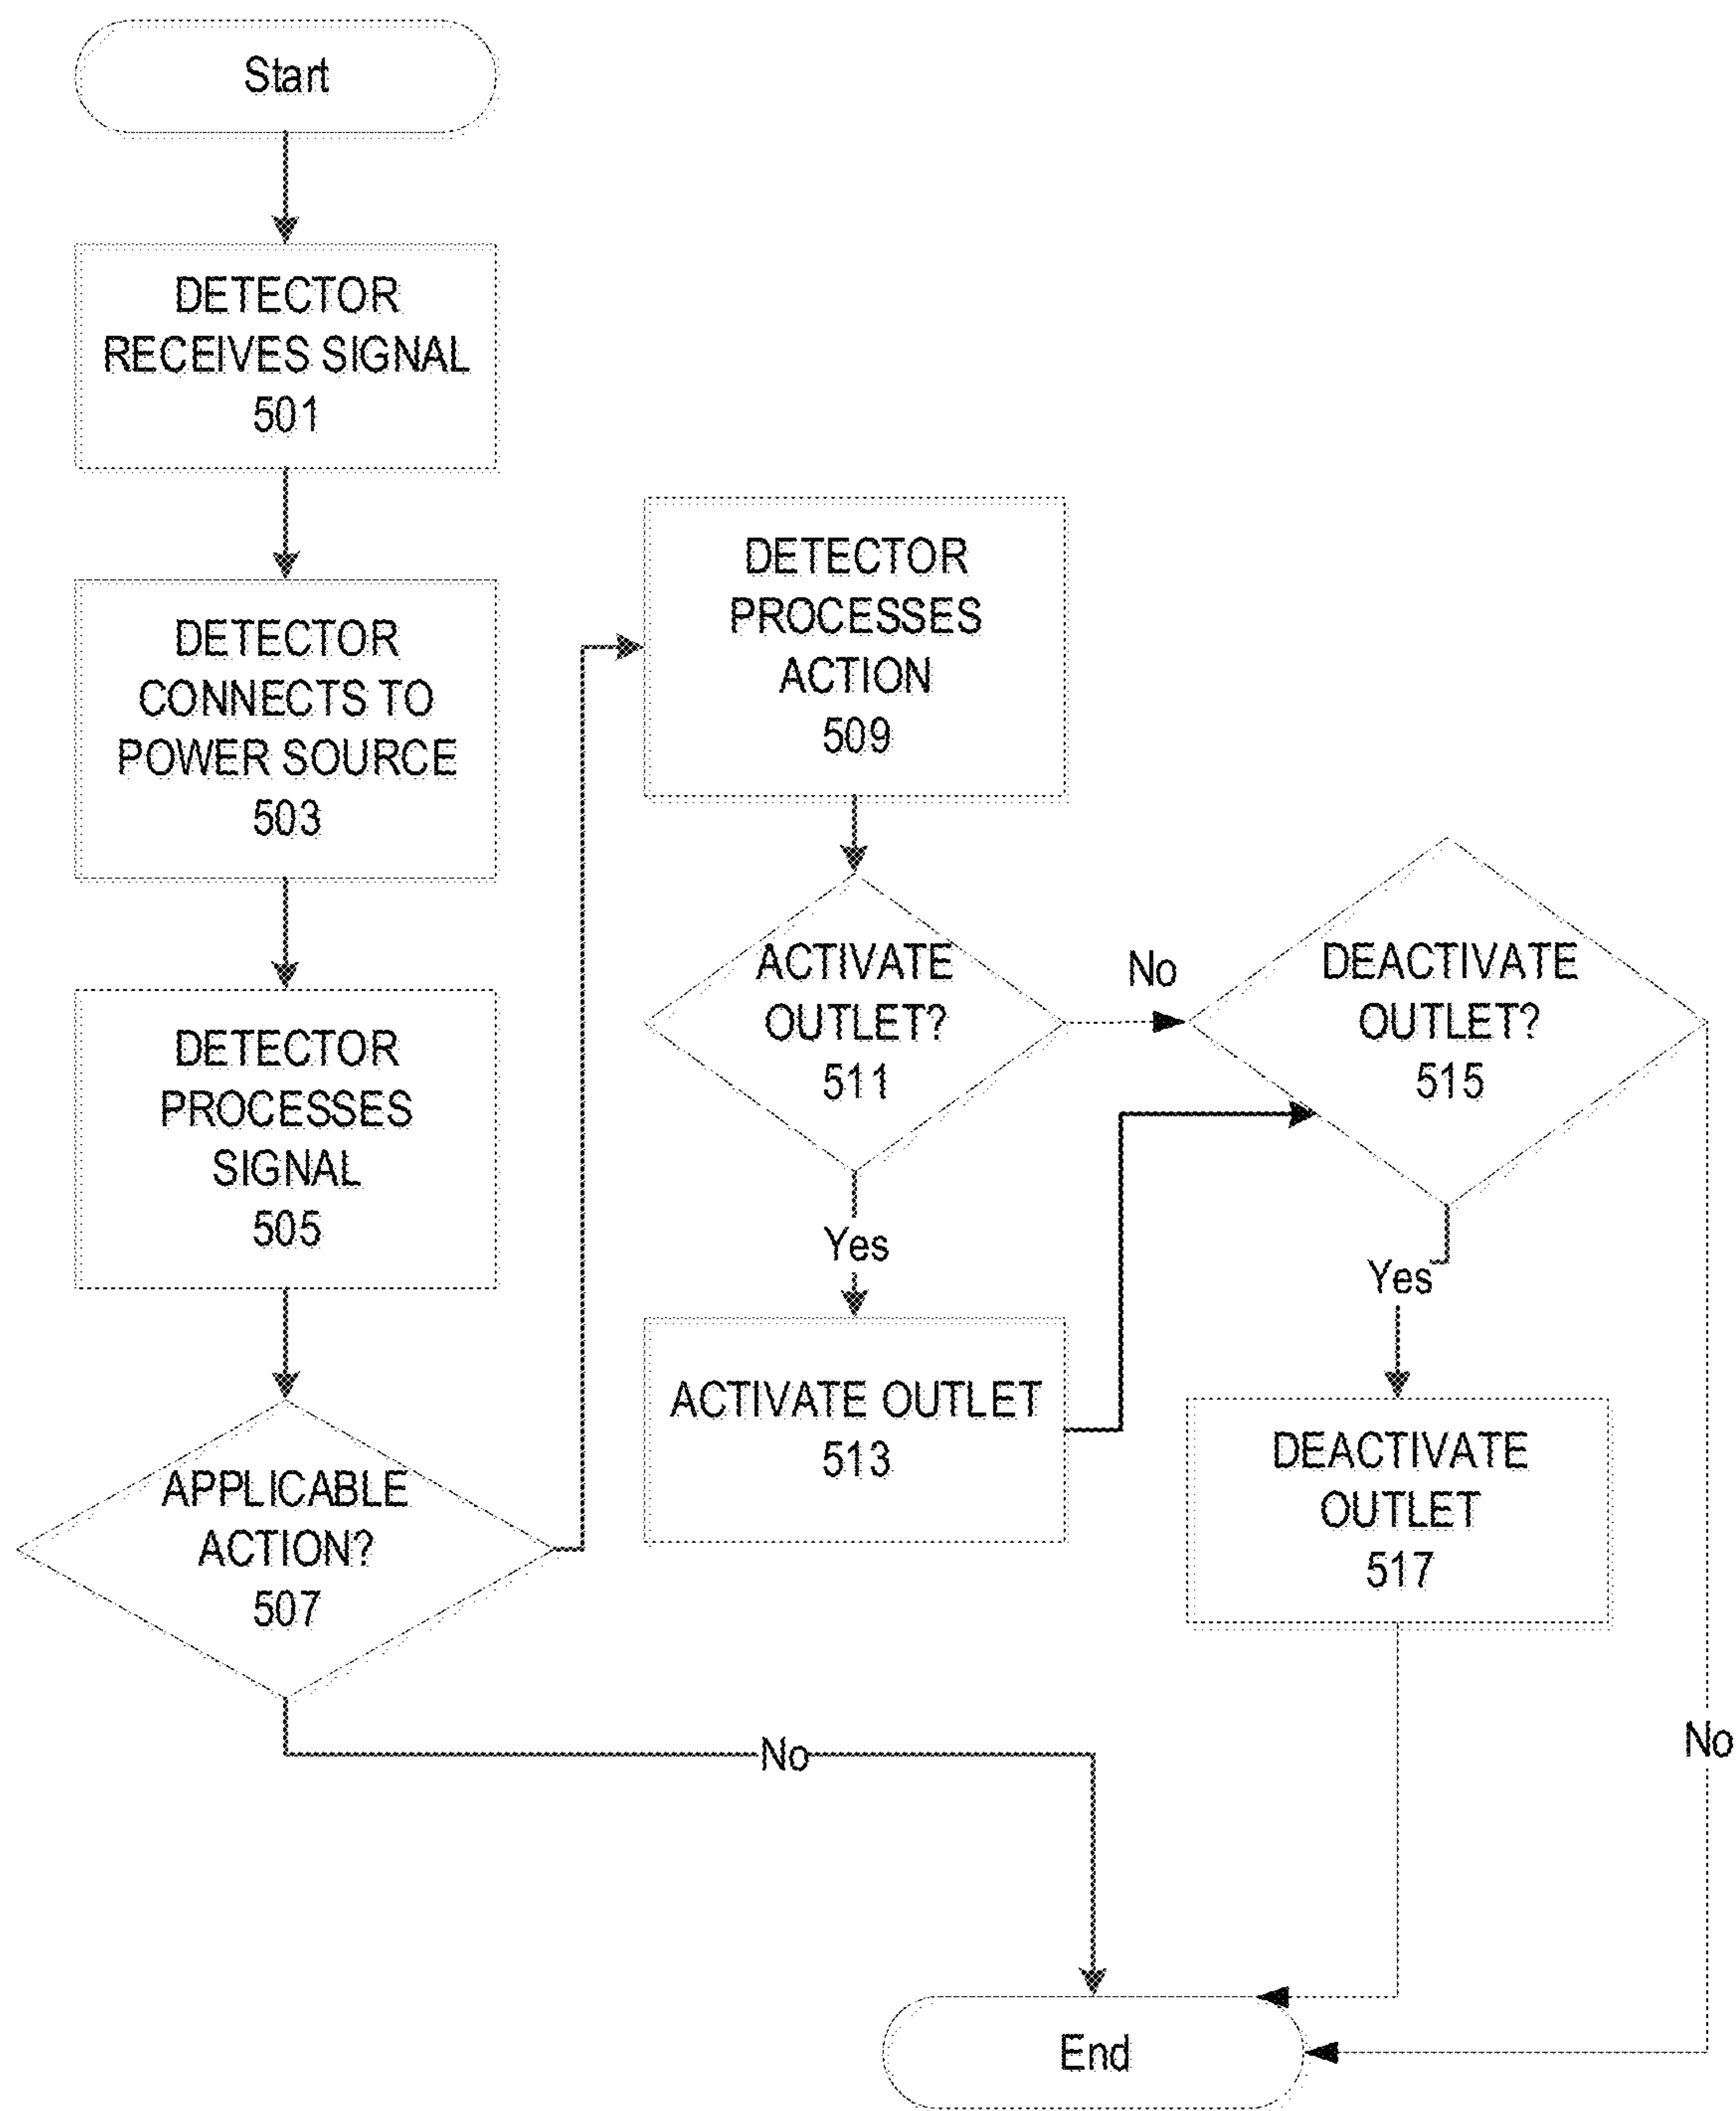 Start
DETECTOR
RECEIVES SIGNAL
501
DETECTOR
CONNECTS TO
POWER SOURCE
503
DETECTOR
PROCESSES
SIGNAL
505
APPLICABLE
ACTION?
507
No
DETECTOR
PROCESSES
ACTION
509
ACTIVATE
OUTLET?
511
No
Yes
ACTIVATE OUTLET
513
DEACTIVATE
OUTLET?
515
Yes
DEACTIVATE
OUTLET
517
No
End